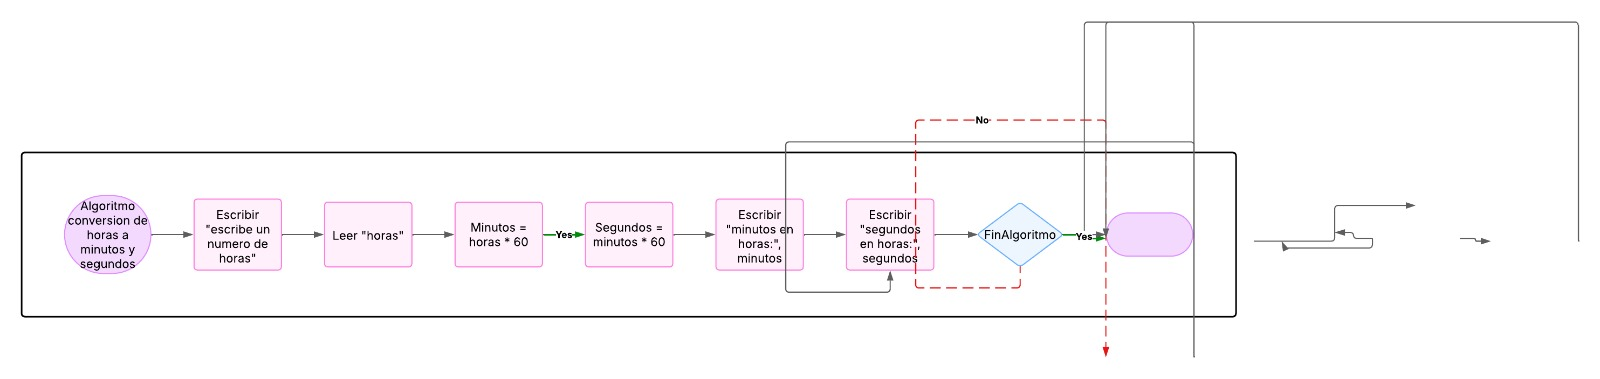 No
Algoritmo
conversion de
horas a
minutos y
segundos
Escribir
"escribe un
numero de
horas"
Leer "horas"
Minutos =
horas * 60
Yes
Segundos =
minutos * 60
Escribir
"minutos en
horas:",
minutos
Escribir
"segundos
en horas:",
segundos
FinAlgoritmo
Yes